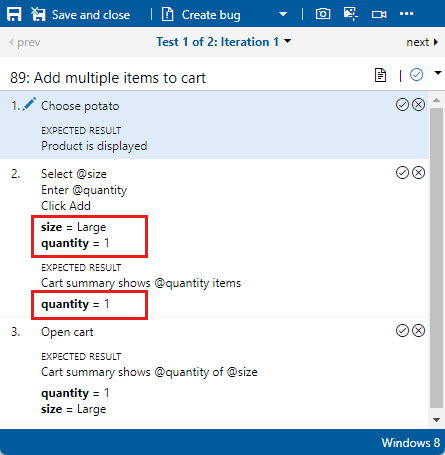 Save and close Create bug
prev Test 1 of 2: Iteration 1 next
89: Add multiple items to cart
1. Choose potato
EXPECTED RESULT
Product is displayed
2. Select @size
Enter @quantity
Click Add
size = Large
quantity = 1
EXPECTED RESULT
Cart summary shows @quantity items
quantity = 1
3. Open cart
EXPECTED RESULT
Cart summary shows @quantity of @size
quantity = 1
size = Large
Windows 8